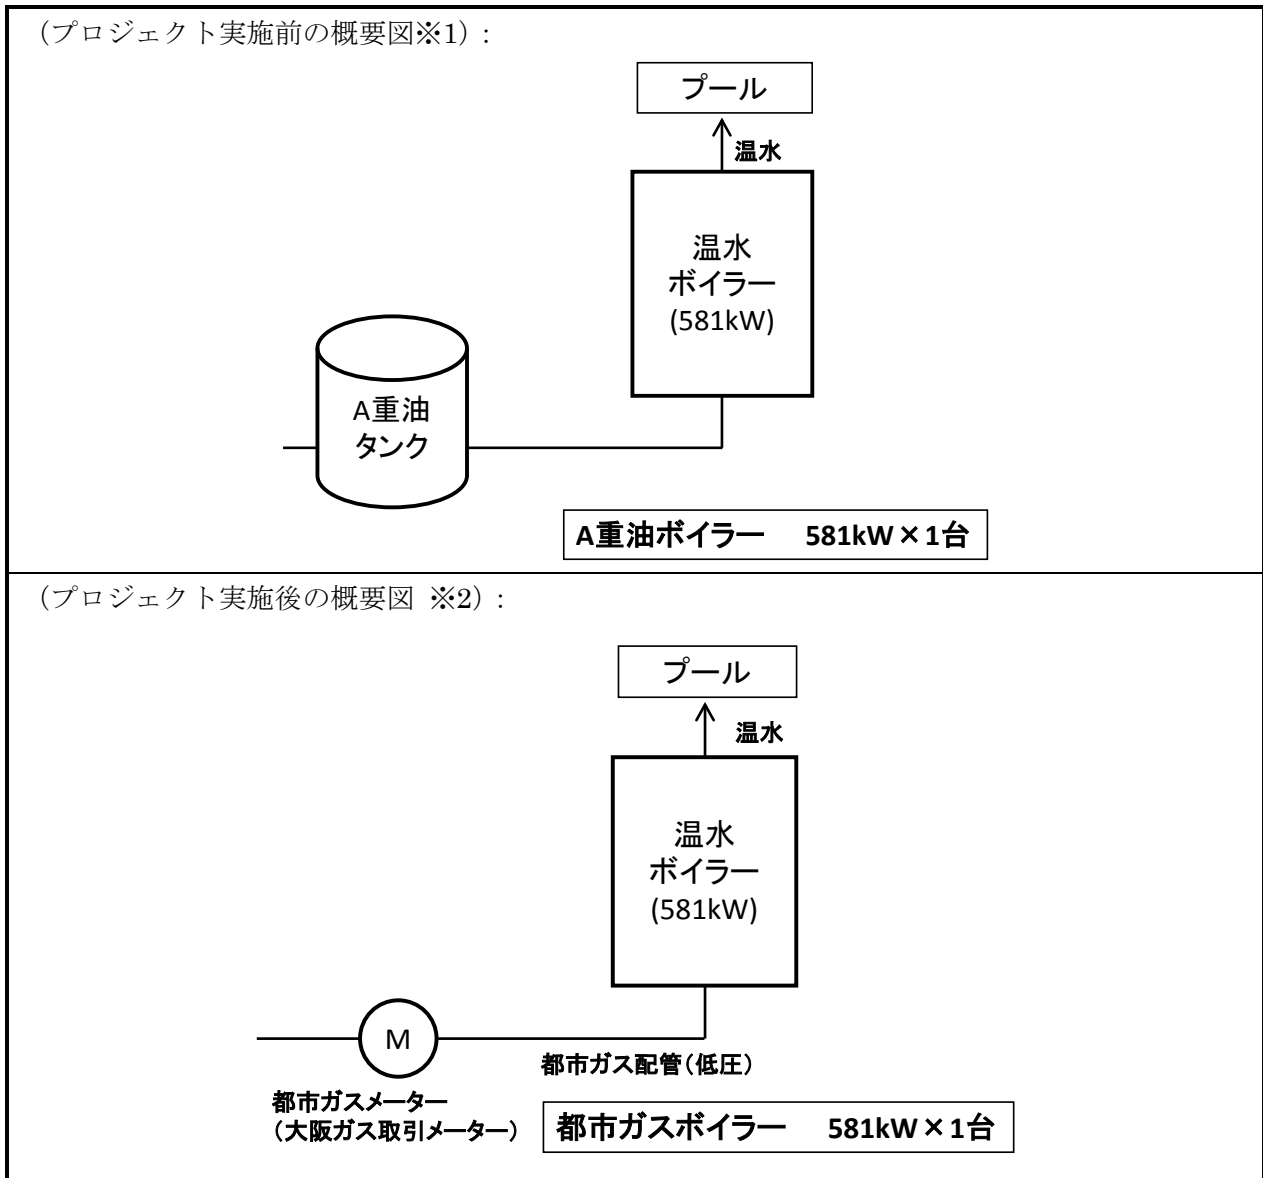 (プロジェクト実施前の概要図※1):
プール
温水
温水
ボイラー
(581kW)
A重油
タンク
A重油ボイラー 581kW×1台
(プロジェクト実施後の概要図 ※2):
プール
温水
温水
ボイラー
(581kW)
M
都市ガス配管(低圧)
都市ガスメーター
(大阪ガス取引メーター)
都市ガスボイラー 581kW×1台